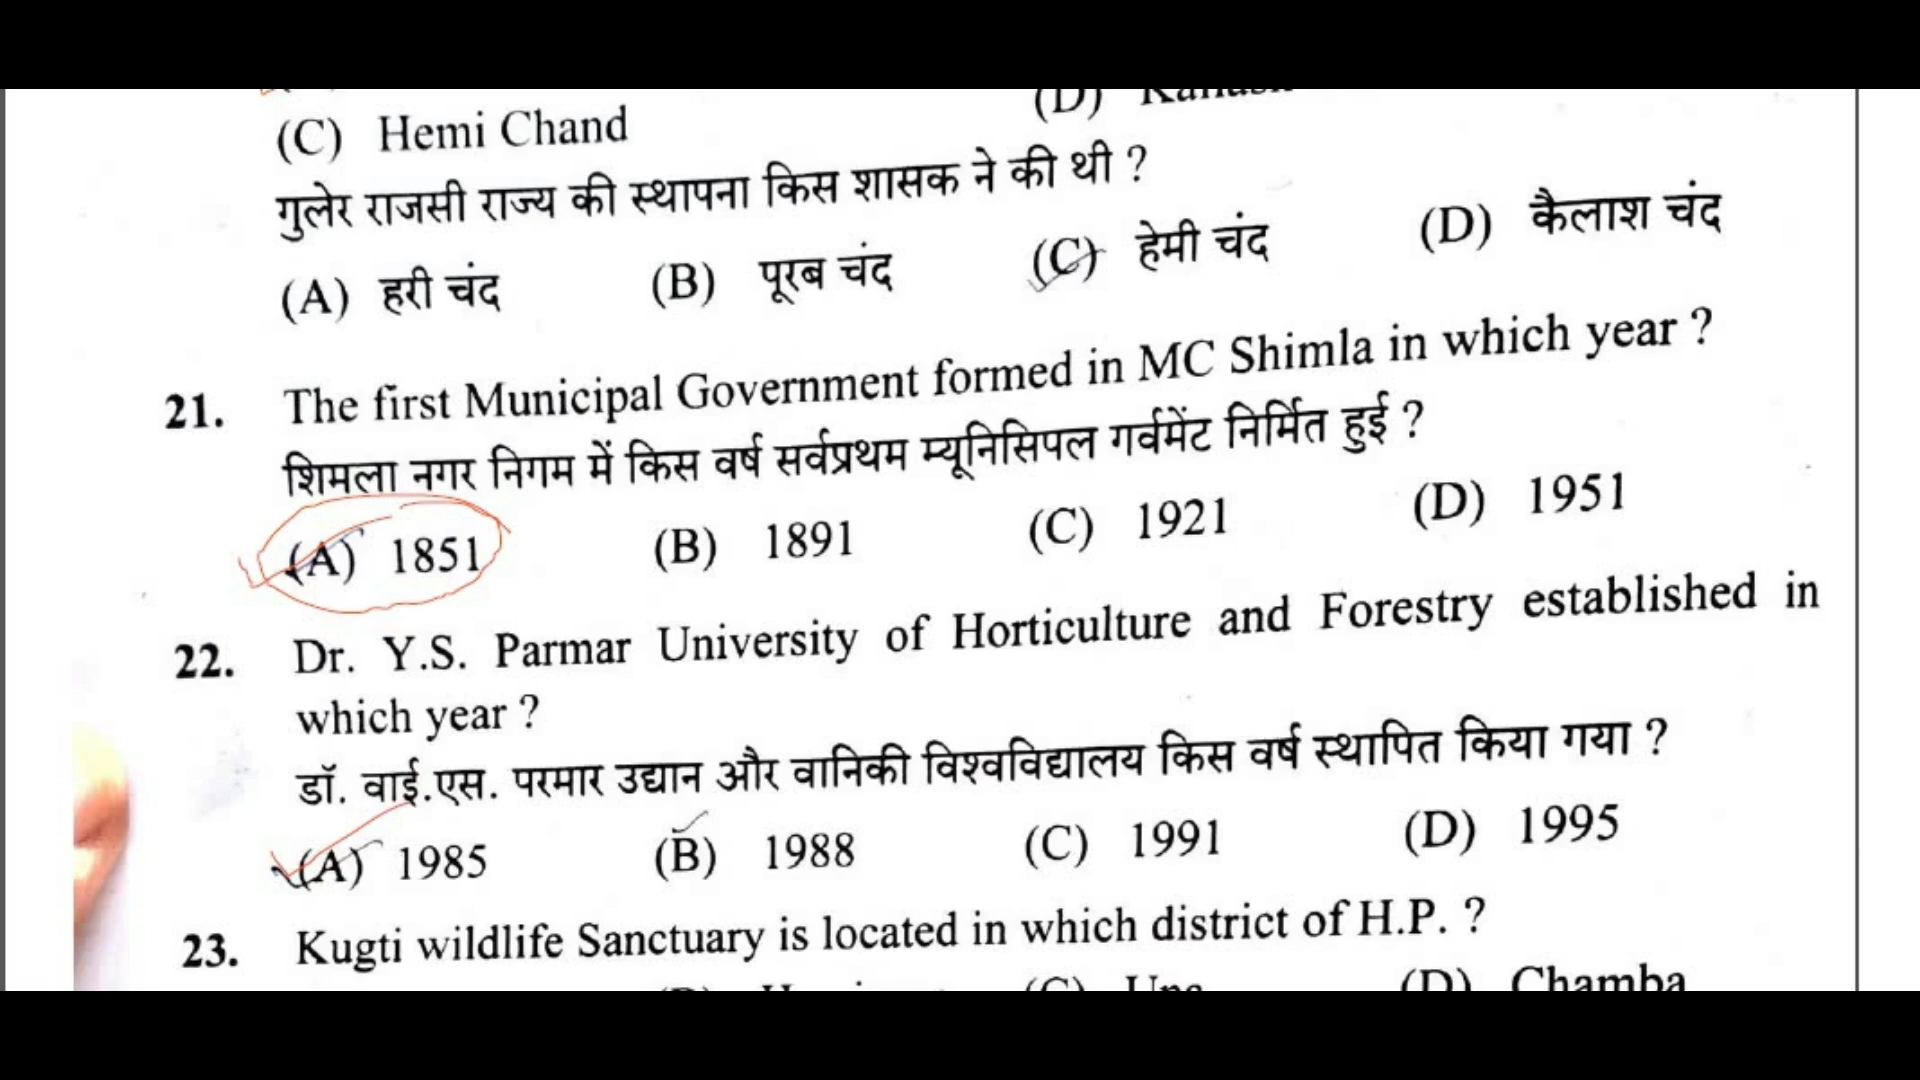 (C) Hemi Chand (D)
गुलेर राजसी राज्य की स्थापना किस शासक ने की थी ?
(A) हरी चंद (B) पूरब चंद (C) हेमी चंद (D) कैलाश चंद
21. The first Municipal Government formed in MC Shimla in which year ?
शिमला नगर निगम में किस वर्ष सर्वप्रथम म्यूनिसिपल गर्वमेंट निर्मित हुई ?
(A) 1851 (B) 1891 (C) 1921 (D) 1951
22. Dr. Y.S. Parmar University of Horticulture and Forestry established in
which year ?
डॉ. वाई.एस. परमार उद्यान और वानिकी विश्वविद्यालय किस वर्ष स्थापित किया गया ?
(A) 1985 (B) 1988 (C) 1991 (D) 1995
23. Kugti wildlife Sanctuary is located in which district of H.P. ?
(C) Una (D) Chamba